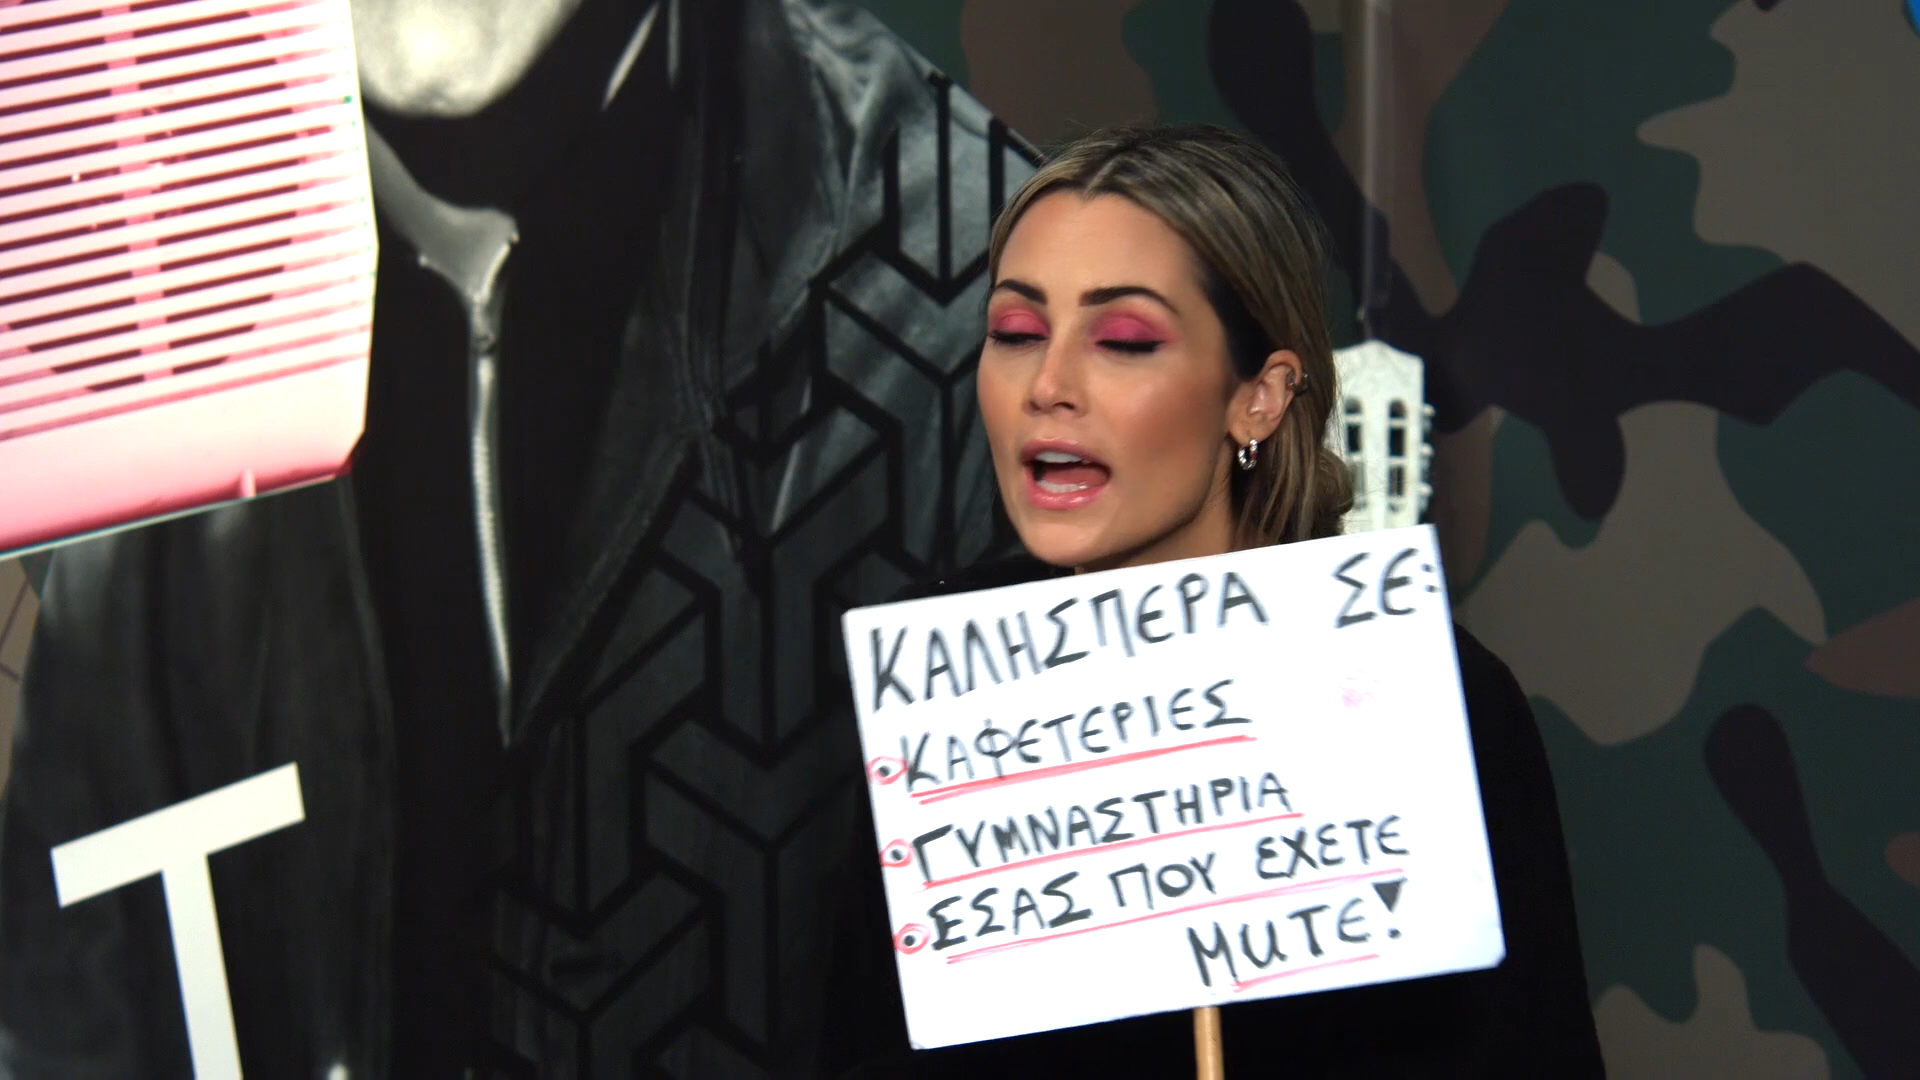 ΚΑΛΗΣΠΕΡΑ ΣΕ:
ΚΑΦΕΤΕΡΙΕΣ
ΓΥΜΝΑΣΤΗΡΙΑ
ΕΣΑΣ ΠΟΥ ΕΧΕΤΕ
MUTE!
T